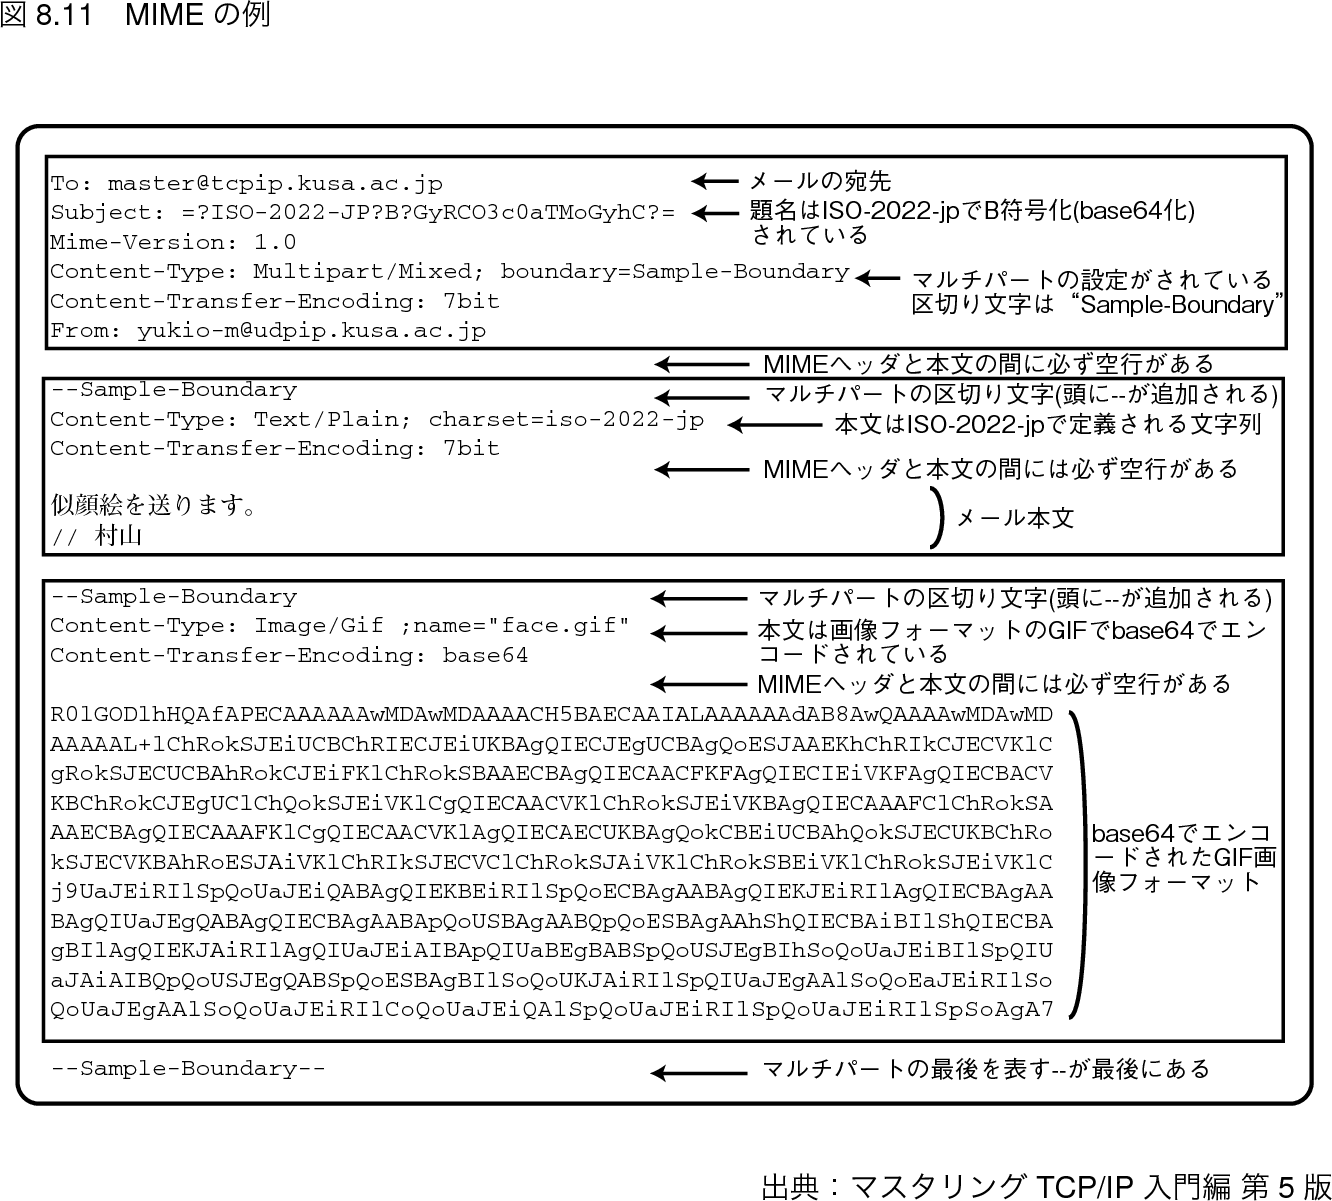 図 8.11　MIME の例
To: master@tcpip.kusa.ac.jp
メールの宛先
Subject: =?ISO-2022-JP?B?GyRCO3c0aTMoGyhC?=
題名はISO-2022-jpでB符号化(base64化)
されている
Mime-Version: 1.0
Content-Type: Multipart/Mixed; boundary=Sample-Boundary
マルチパートの設定がされている
区切り文字は“Sample-Boundary”
Content-Transfer-Encoding: 7bit
From: yukio-m@udpip.kusa.ac.jp
MIMEヘッダと本文の間に必ず空行がある
--Sample-Boundary
マルチパートの区切り文字(頭に--が追加される)
Content-Type: Text/Plain; charset=iso-2022-jp
本文はISO-2022-jpで定義される文字列
Content-Transfer-Encoding: 7bit
MIMEヘッダと本文の間には必ず空行がある
似顔絵を送ります。
// 村山
メール本文
--Sample-Boundary
マルチパートの区切り文字(頭に--が追加される)
Content-Type: Image/Gif ;name="face.gif"
本文は画像フォーマットのGIFでbase64でエン
コードされている
Content-Transfer-Encoding: base64
MIMEヘッダと本文の間には必ず空行がある
R0lGODlhHQAfAPECAAAAAAwMDAwMDAAAACH5BAECAAIALAAAAAAdAB8AwQAAAAwMDAwMD
AAAAAL+lChRokSJEiUCBChRIECJEiUKBAgQIECJEgUCBAgQoESJAAEKhChRIkCJECVKlC
gRokSJECUCBAhRokCJEiFKlChRokSBAAECBAgQIECAACFKFAgQIECIEiVKFAgQIECBACV
KBChRokCJEgUClChQokSJEiVKlCgQIECAACVKlChRokSJEiVKBAgQIECAAAFClChRokSA
AAECBAgQIECAAAFKlCgQIECAACVKlAgQIECAECUKBAgQokCBEiUCBAhQokSJECUKBChRo
kSJECVKBAhRoESJAiVKlChRIkSJECVClChRokSJAiVKlChRokSBEiVKlChRokSJEiVKlC
j9UaJEiRIlSpQoUaJEiQABAgQIEKBEiRIlSpQoECBAgAABAgQIEKJEiRIlAgQIECBAgAA
BAgQIUaJEgQABAgQIECBAgAABApQoUSBAgAABQpQoESBAgAAhShQIECBAiBIlShQIECBA
gBIlAgQIEKJAiRIlAgQIUaJEiAIBApQIUaBEgBABSpQoUSJEgBIhSoQoUaJEiBIlSpQIU
aJAiAIBQpQoUSJEgQABSpQoESBAgBIlSoQoUKJAiRIlSpQIUaJEgAAlSoQoEaJEiRIlSo
QoUaJEgAAlSoQoUaJEiRIlCoQoUaJEiQAlSpQoUaJEiRIlSpQoUaJEiRIlSpSoAgA7
base64でエンコ
ードされたGIF画
像フォーマット
--Sample-Boundary--
マルチパートの最後を表す--が最後にある
出典：マスタリング TCP/IP 入門編 第 5 版